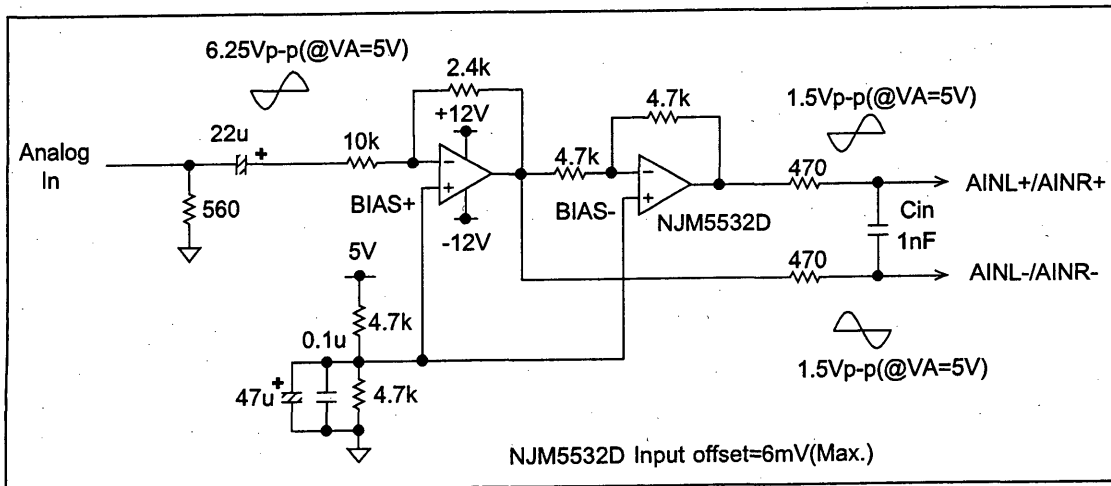 6.25Vp-p(@VA=5V)
2.4k
+12V
4.7k
1.5Vp-p(@VA=5V)
Analog
In
22u
+
10k
4.7k
470
AINL+/AINR+
−
+
−
+
560
BIAS+
-12V
BIAS-
NJM5532D
Cin
1nF
470
AINL-/AINR-
5V
4.7k
0.1u
47u
+
4.7k
1.5Vp-p(@VA=5V)
NJM5532D Input offset=6mV(Max.)